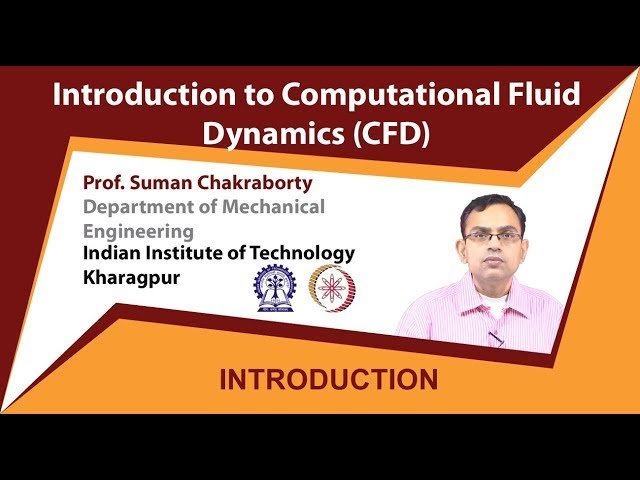 Introduction to Computational Fluid
Dynamics (CFD)
Prof. Suman Chakraborty
Department of Mechanical
Engineering
Indian Institute of Technology
Kharagpur
INTRODUCTION